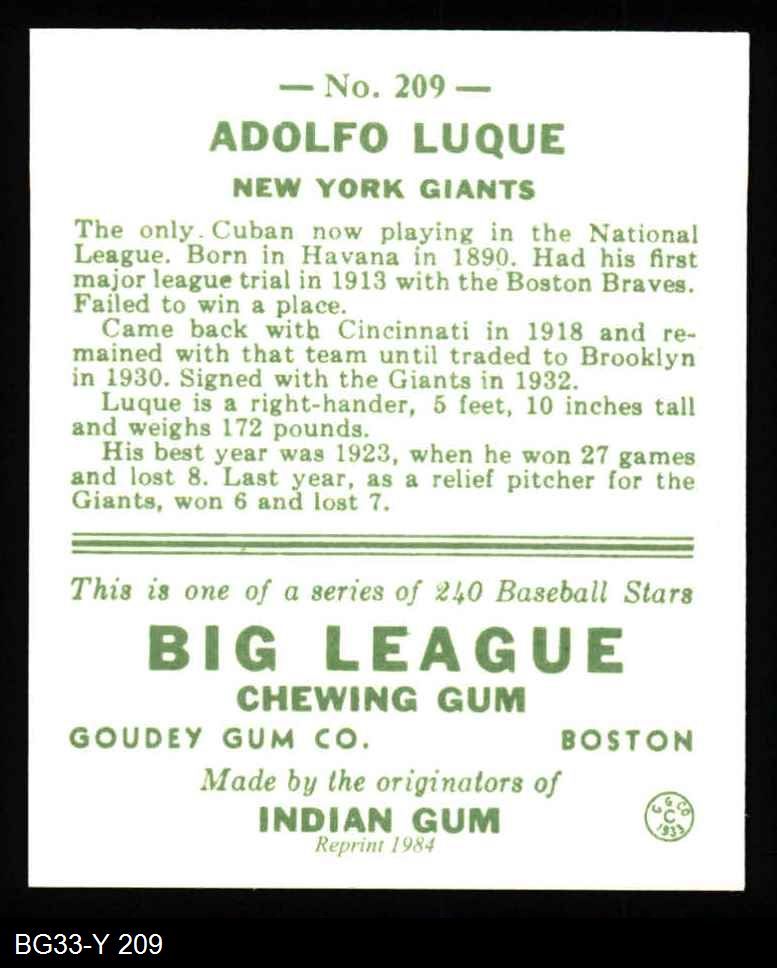 — No. 209 —
ADOLFO LUQUE
NEW YORK GIANTS
The only Cuban now playing in the National
League. Born in Havana in 1890. Had his first
major league trial in 1913 with the Boston Braves.
Failed to win a place.
Came back with Cincinnati in 1918 and re-
mained with that team until traded to Brooklyn
in 1930. Signed with the Giants in 1932.
Luque is a right-hander, 5 feet, 10 inches tall
and weighs 172 pounds.
His best year was 1923, when he won 27 games
and lost 8. Last year, as a relief pitcher for the
Giants, won 6 and lost 7.
This is one of a series of 240 Baseball Stars
BIG LEAGUE
CHEWING GUM
GOUDEY GUM CO. BOSTON
Made by the originators of
INDIAN GUM
Reprint 1984
G G CO
C
1933
BG33-Y 209